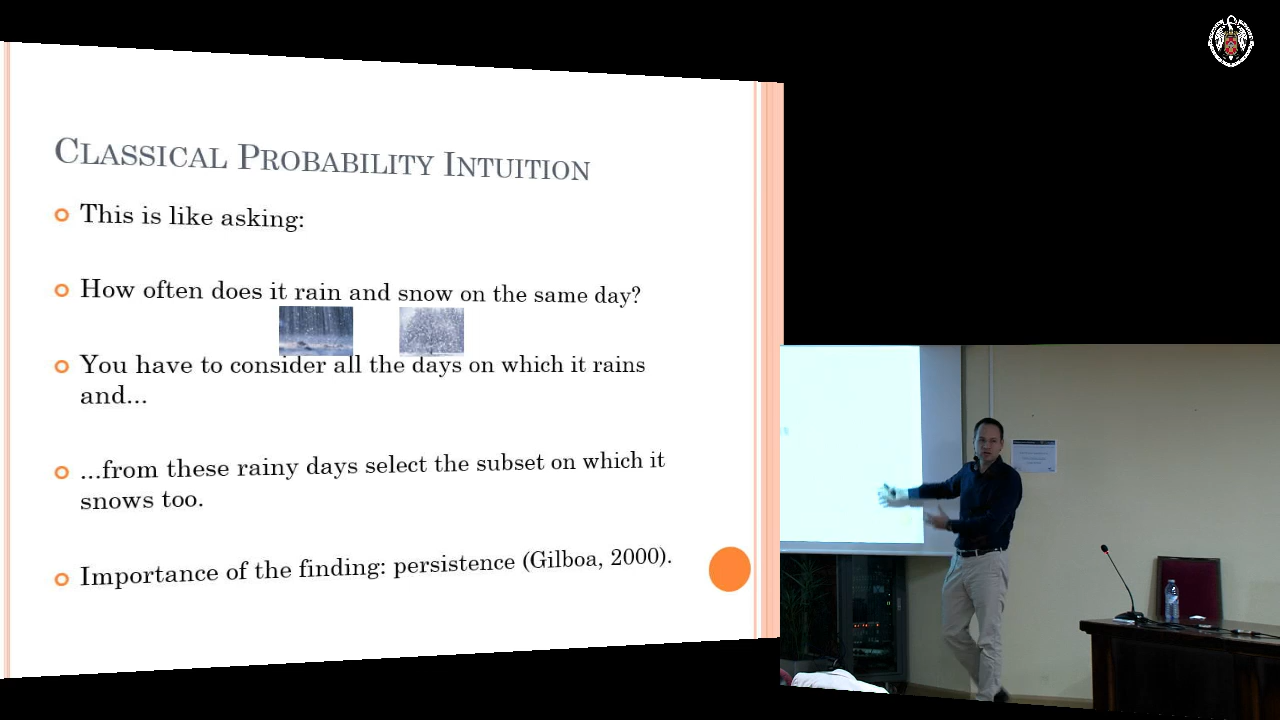 CLASSICAL PROBABILITY INTUITION
This is like asking:
How often does it rain and snow on the same day?
You have to consider all the days on which it rains
and...
...from these rainy days select the subset on which it
snows too.
Importance of the finding: persistence (Gilboa, 2000).